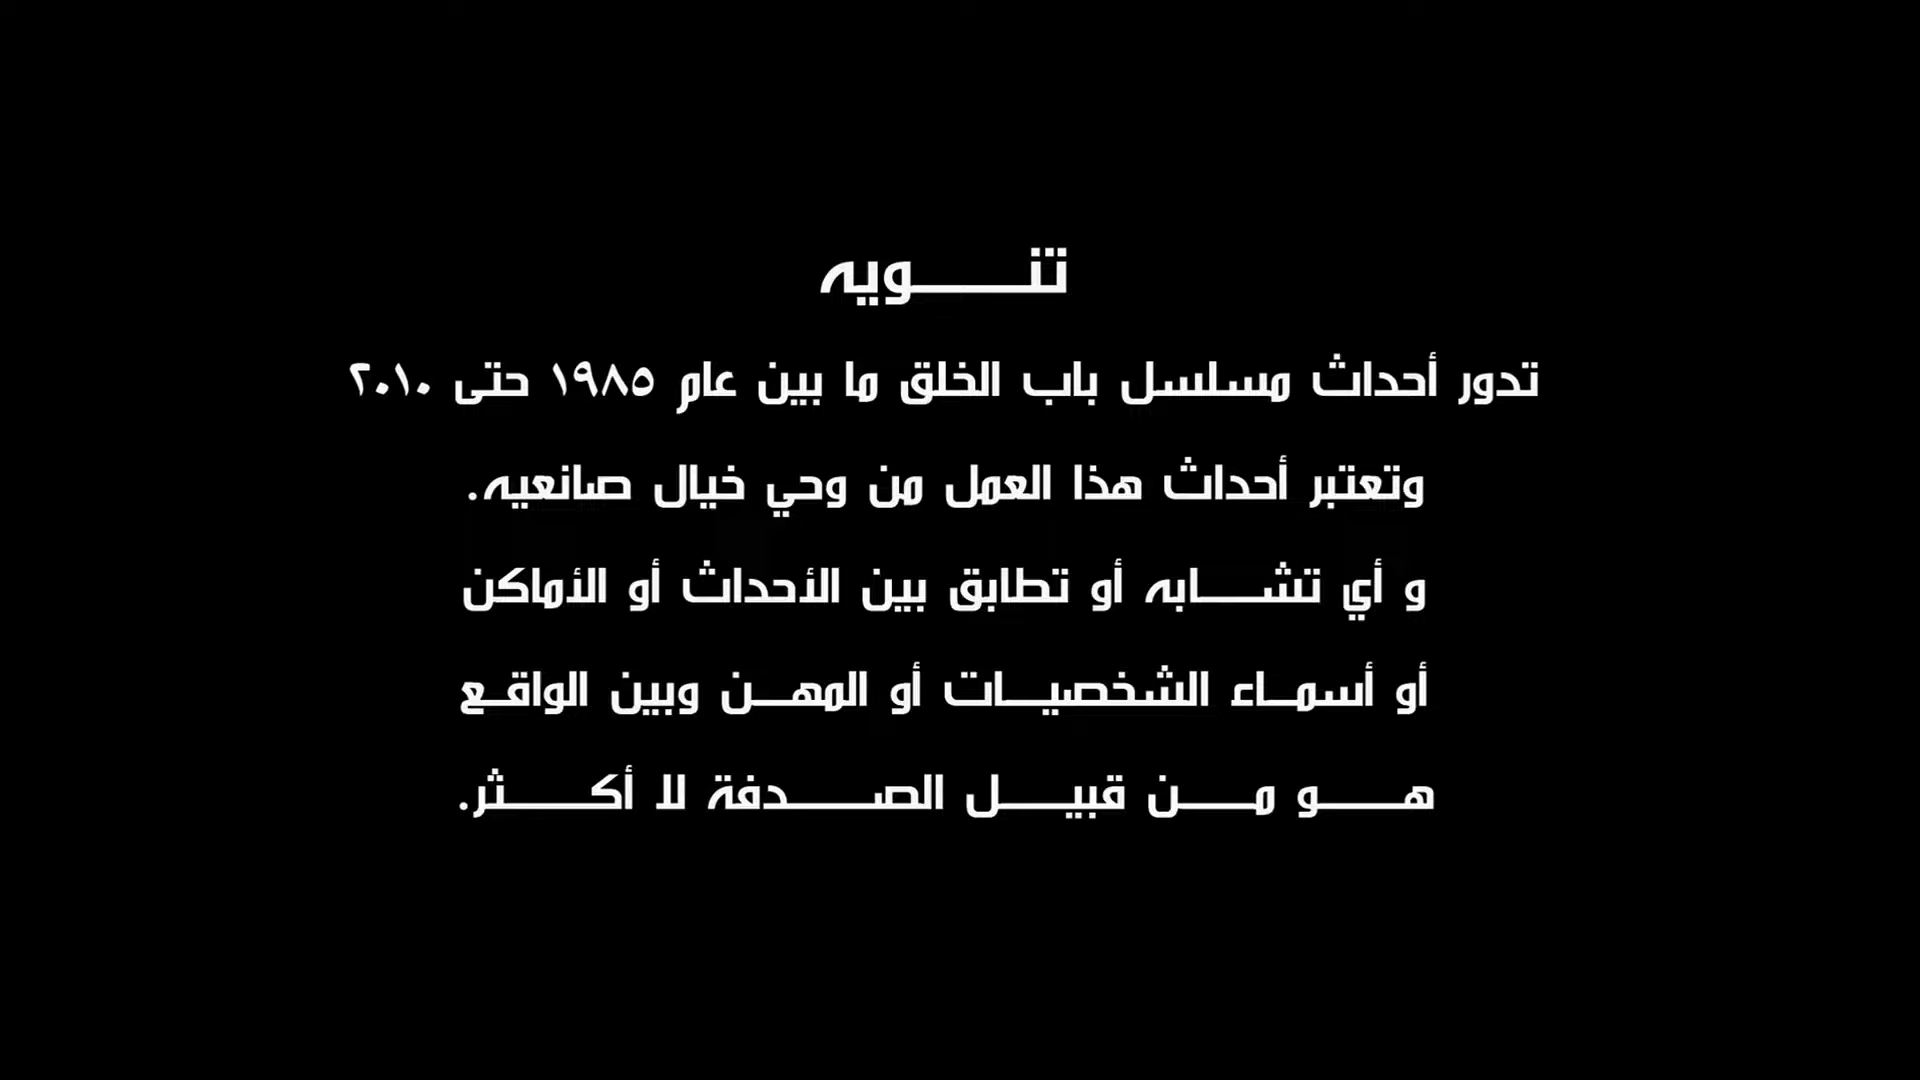 تنـــويه
تدور أحداث مسلسل باب الخلق ما بين عام ١٩٨٥ حتى ٢٠١٠
وتعتبر أحداث هذا العمل من وحي خيال صانعيه.
و أي تشـــابه أو تطابق بين الأحداث أو الأماكن
أو أسمـاء الشخصيـات أو المهـن وبين الواقـع
هـــو مـــن قبيـــل الصـــدفة لا أكـــثر.